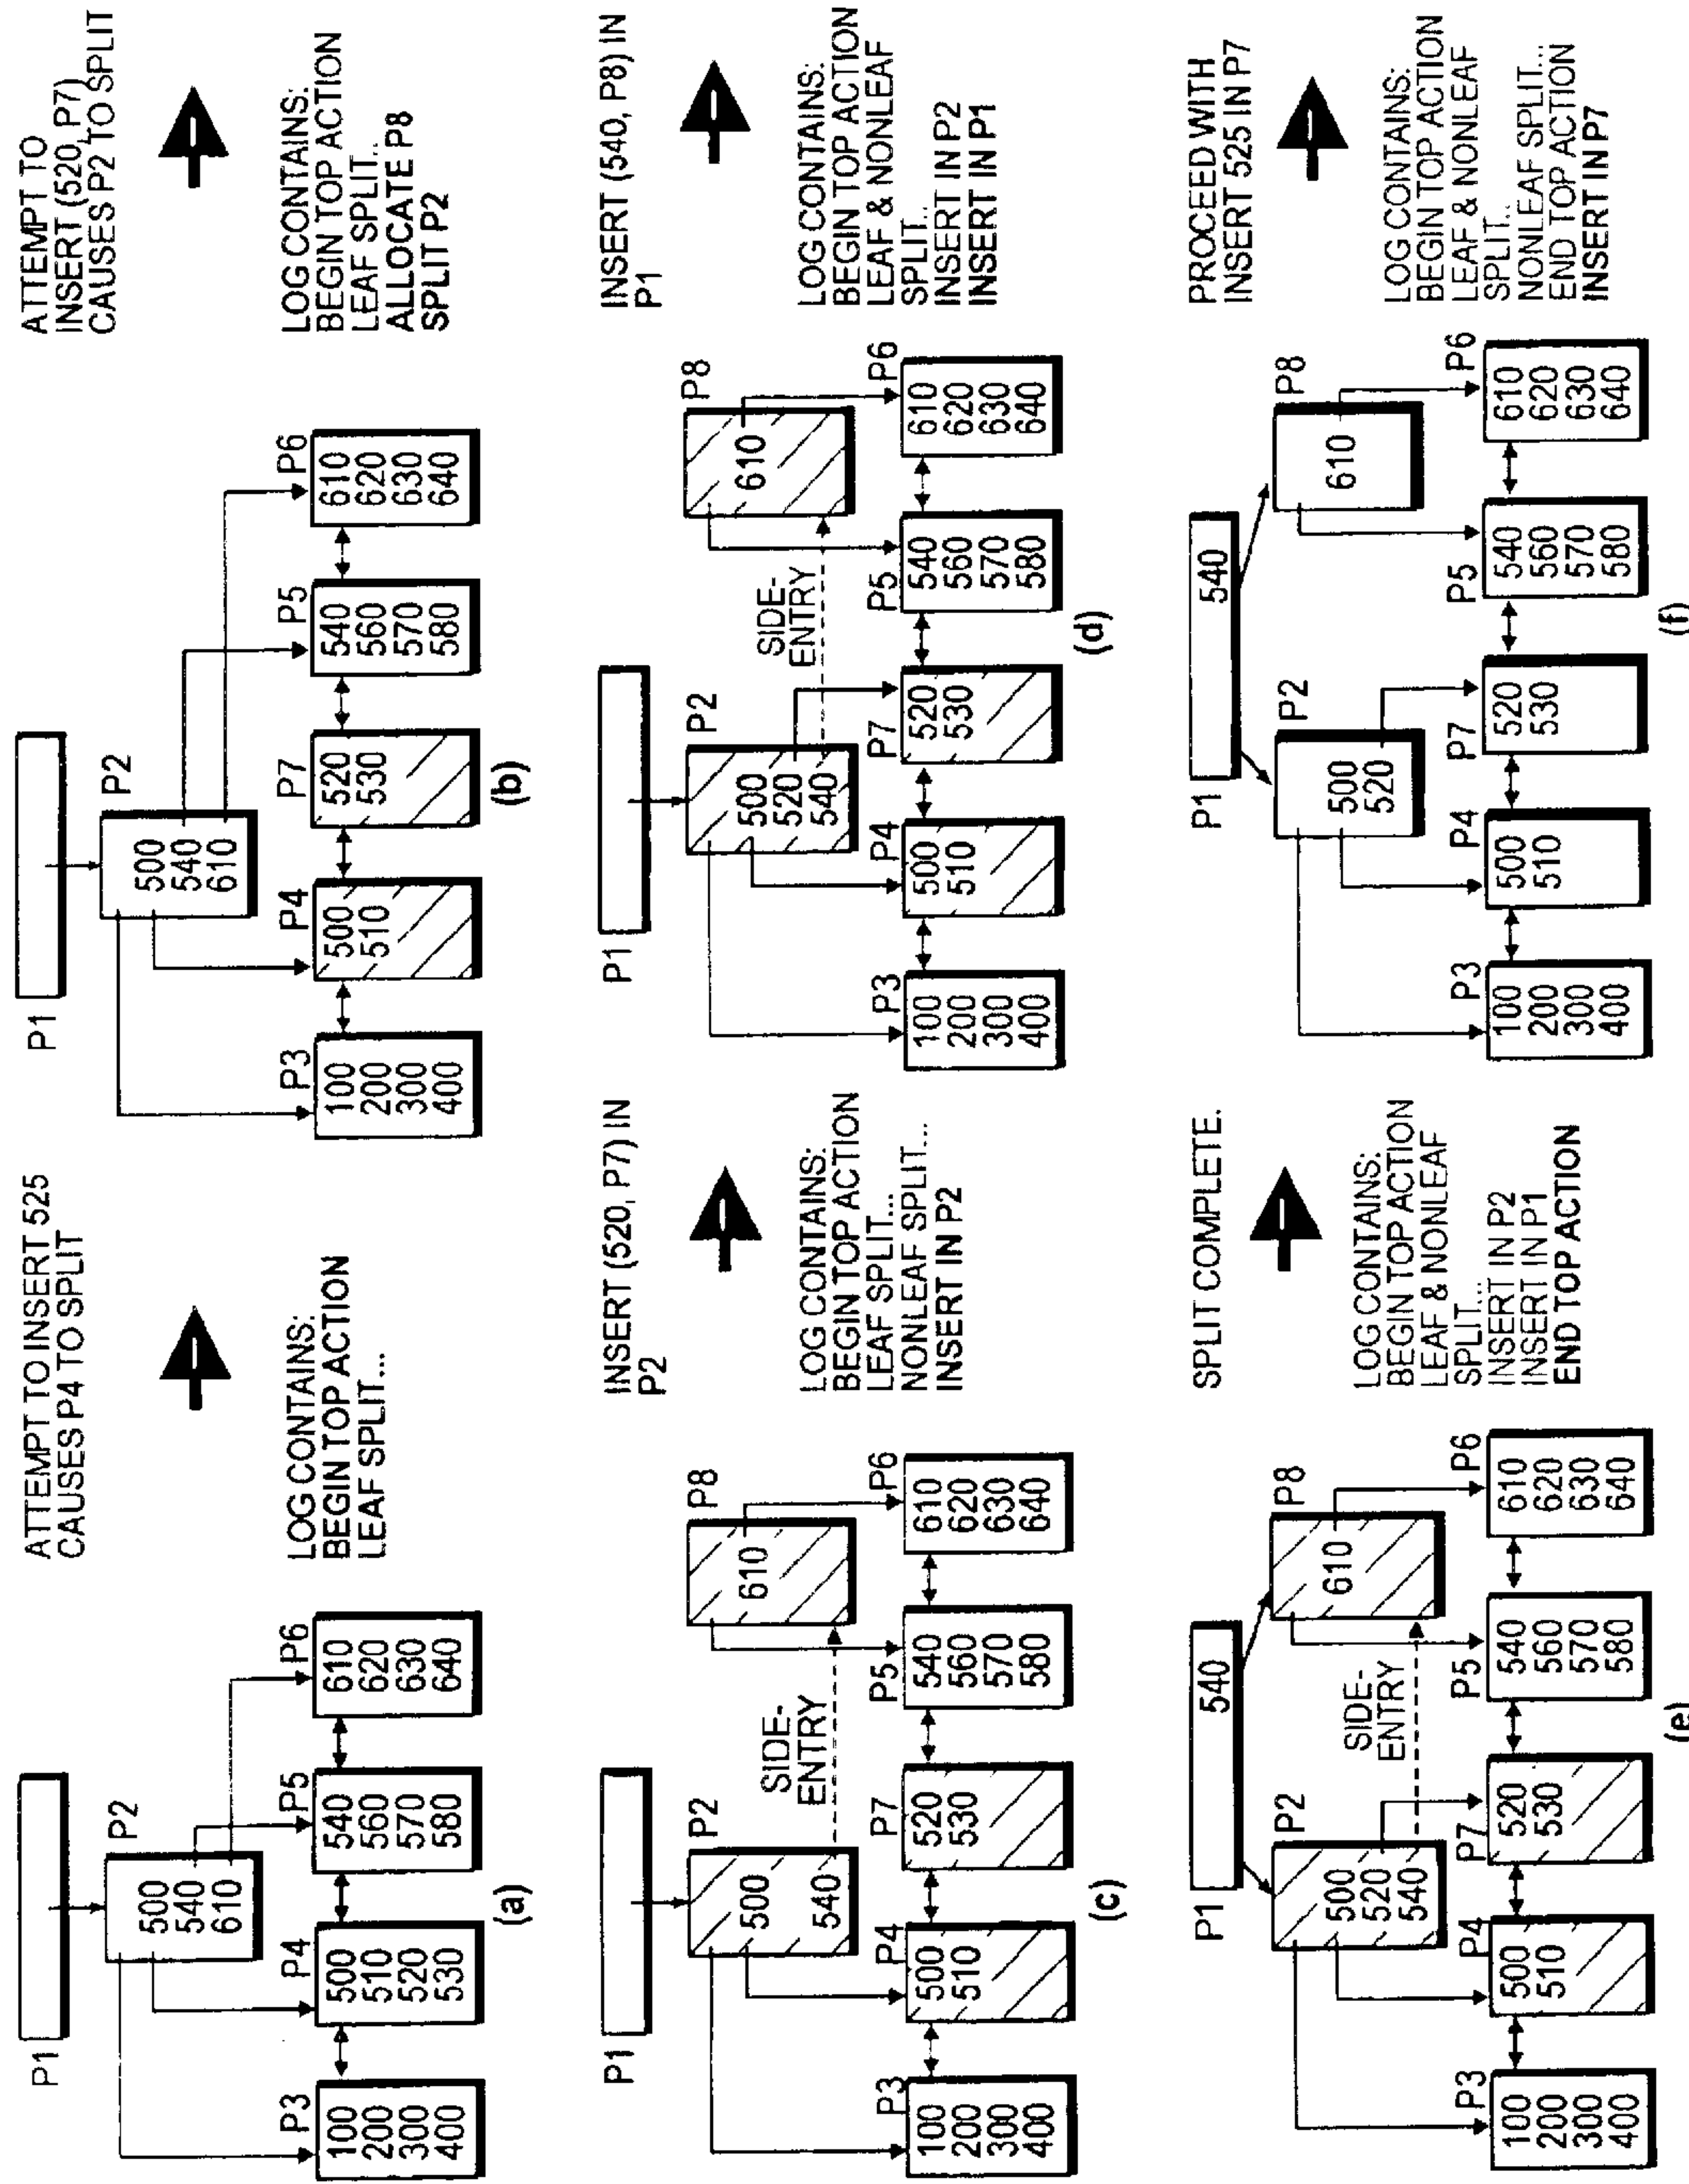 P1
P2
500
540
610
P3
100
200
300
400
P4
500
510
520
530
P5
540
560
570
580
P6
610
620
630
640
(a)
ATTEMPT TO INSERT 525
CAUSES P4 TO SPLIT
LOG CONTAINS:
BEGIN TOP ACTION
LEAF SPLIT...
P1
P2
500
540
610
P3
100
200
300
400
P4
500
510
P7
520
530
P5
540
560
570
580
P6
610
620
630
640
(b)
ATTEMPT TO
INSERT (520, P7)
CAUSES P2 TO SPLIT
LOG CONTAINS:
BEGIN TOP ACTION
LEAF SPLIT...
ALLOCATE P8
SPLIT P2
P1
P2
500
540
SIDE-
ENTRY
P8
610
P3
100
200
300
400
P4
500
510
P7
520
530
P5
540
560
570
580
P6
610
620
630
640
(c)
INSERT (520, P7) IN
P2
LOG CONTAINS:
BEGIN TOP ACTION
LEAF SPLIT...
NONLEAF SPLIT...
INSERT IN P2
P1
P2
500
520
540
SIDE-
ENTRY
P8
610
P3
100
200
300
400
P4
500
510
P7
520
530
P5
540
560
570
580
P6
610
620
630
640
(d)
INSERT (540, P8) IN
P1
LOG CONTAINS:
BEGIN TOP ACTION
LEAF & NONLEAF
SPLIT...
INSERT IN P2
INSERT IN P1
P1
540
P2
500
520
540
SIDE-
ENTRY
P8
610
P3
100
200
300
400
P4
500
510
P7
520
530
P5
540
560
570
580
P6
610
620
630
640
(e)
SPLIT COMPLETE.
LOG CONTAINS:
BEGIN TOP ACTION
LEAF & NONLEAF
SPLIT...
INSERT IN P2
INSERT IN P1
END TOP ACTION
P1
540
P2
500
520
P8
610
P3
100
200
300
400
P4
500
510
P7
520
530
P5
540
560
570
580
P6
610
620
630
640
(f)
PROCEED WITH
INSERT 525 IN P7
LOG CONTAINS:
BEGIN TOP ACTION
LEAF & NONLEAF
SPLIT...
NONLEAF SPLIT...
END TOP ACTION
INSERT IN P7